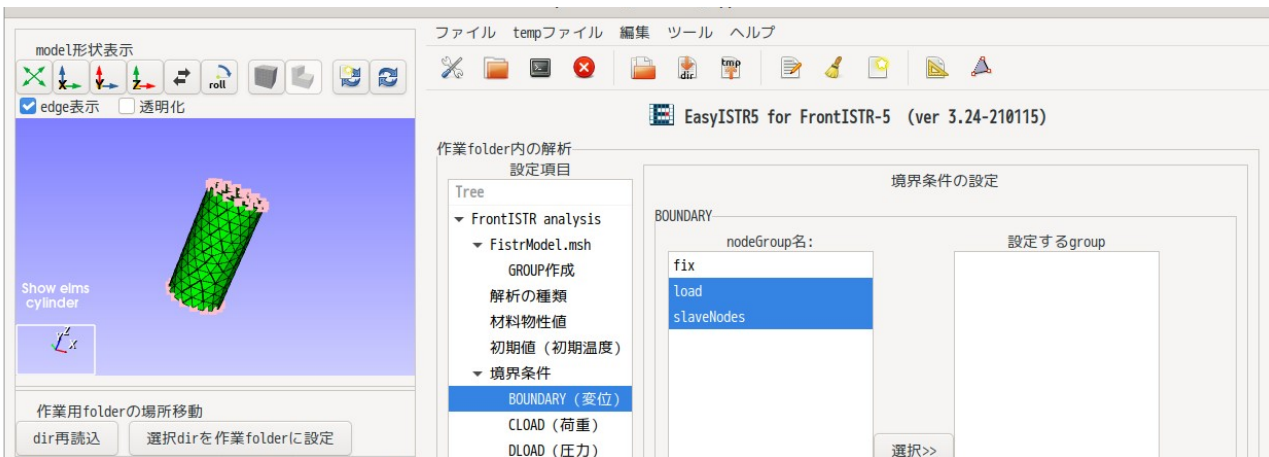 model形状表示
X
Y
Z
roll
edge表示
透明化
Show elms
cylinder
Z
X
作業用folderの場所移動
dir再読込
選択dirを作業folderに設定
ファイル tempファイル 編集 ツール ヘルプ
dir
tmp
EasyISTR5 for FrontISTR-5 (ver 3.24-210115)
作業folder内の解析
設定項目
Tree
FrontISTR analysis
FistrModel.msh
GROUP作成
解析の種類
材料物性値
初期値 (初期温度)
境界条件
BOUNDARY (変位)
CLOAD (荷重)
DLOAD (圧力)
境界条件の設定
BOUNDARY
nodeGroup名:
fix
load
slaveNodes
選択>>
設定するgroup